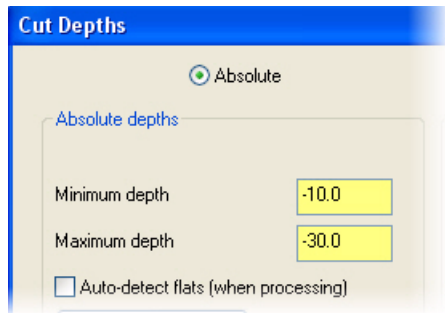 Cut Depths
Absolute
Absolute depths
Minimum depth -10.0
Maximum depth -30.0
Auto-detect flats (when processing)